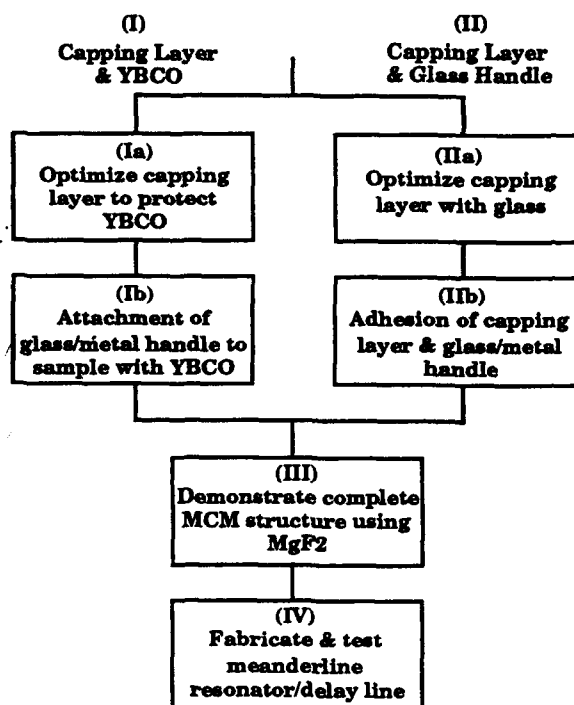 (I)
Capping Layer
& YBCO
(II)
Capping Layer
& Glass Handle
(Ia)
Optimize capping
layer to protect
YBCO
(IIa)
Optimize capping
layer with glass
(Ib)
Attachment of
glass/metal handle to
sample with YBCO
(IIb)
Adhesion of capping
layer & glass/metal
handle
(III)
Demonstrate complete
MCM structure using
MgF2
(IV)
Fabricate & test
meanderline
resonator/delay line